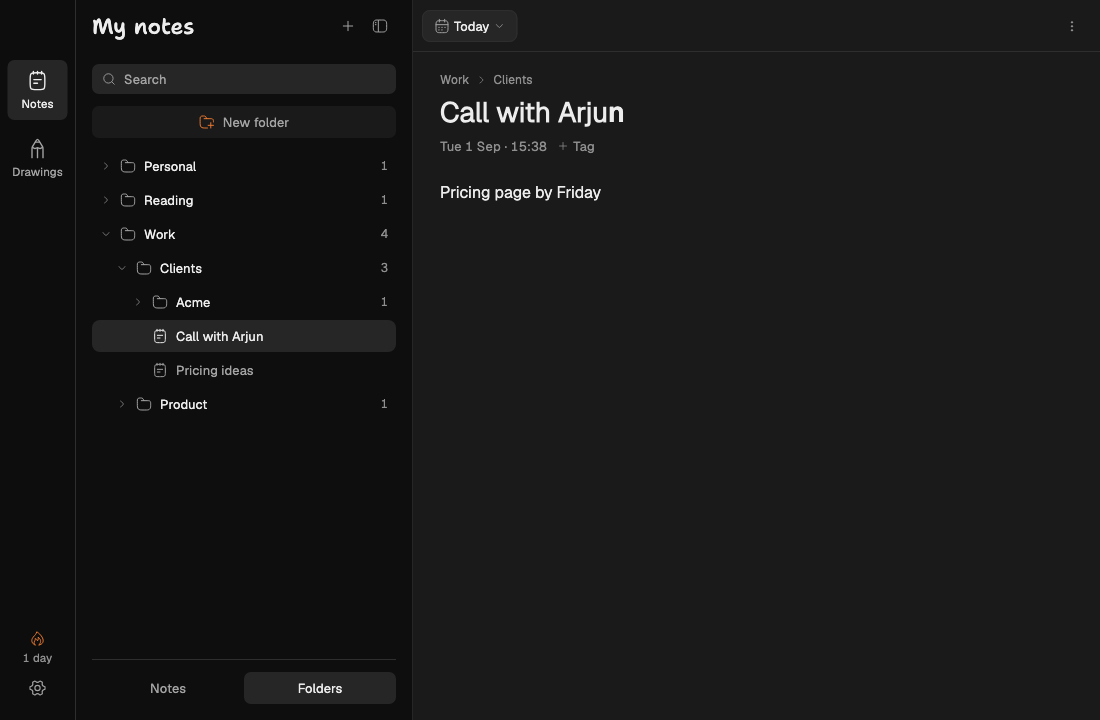 My notes
Notes
Drawings
Search
New folder
Personal 1
Reading 1
Work 4
Clients 3
Acme 1
Call with Arjun
Pricing ideas
Product 1
1 day
Notes
Folders
Today
Work > Clients
Call with Arjun
Tue 1 Sep · 15:38 + Tag
Pricing page by Friday